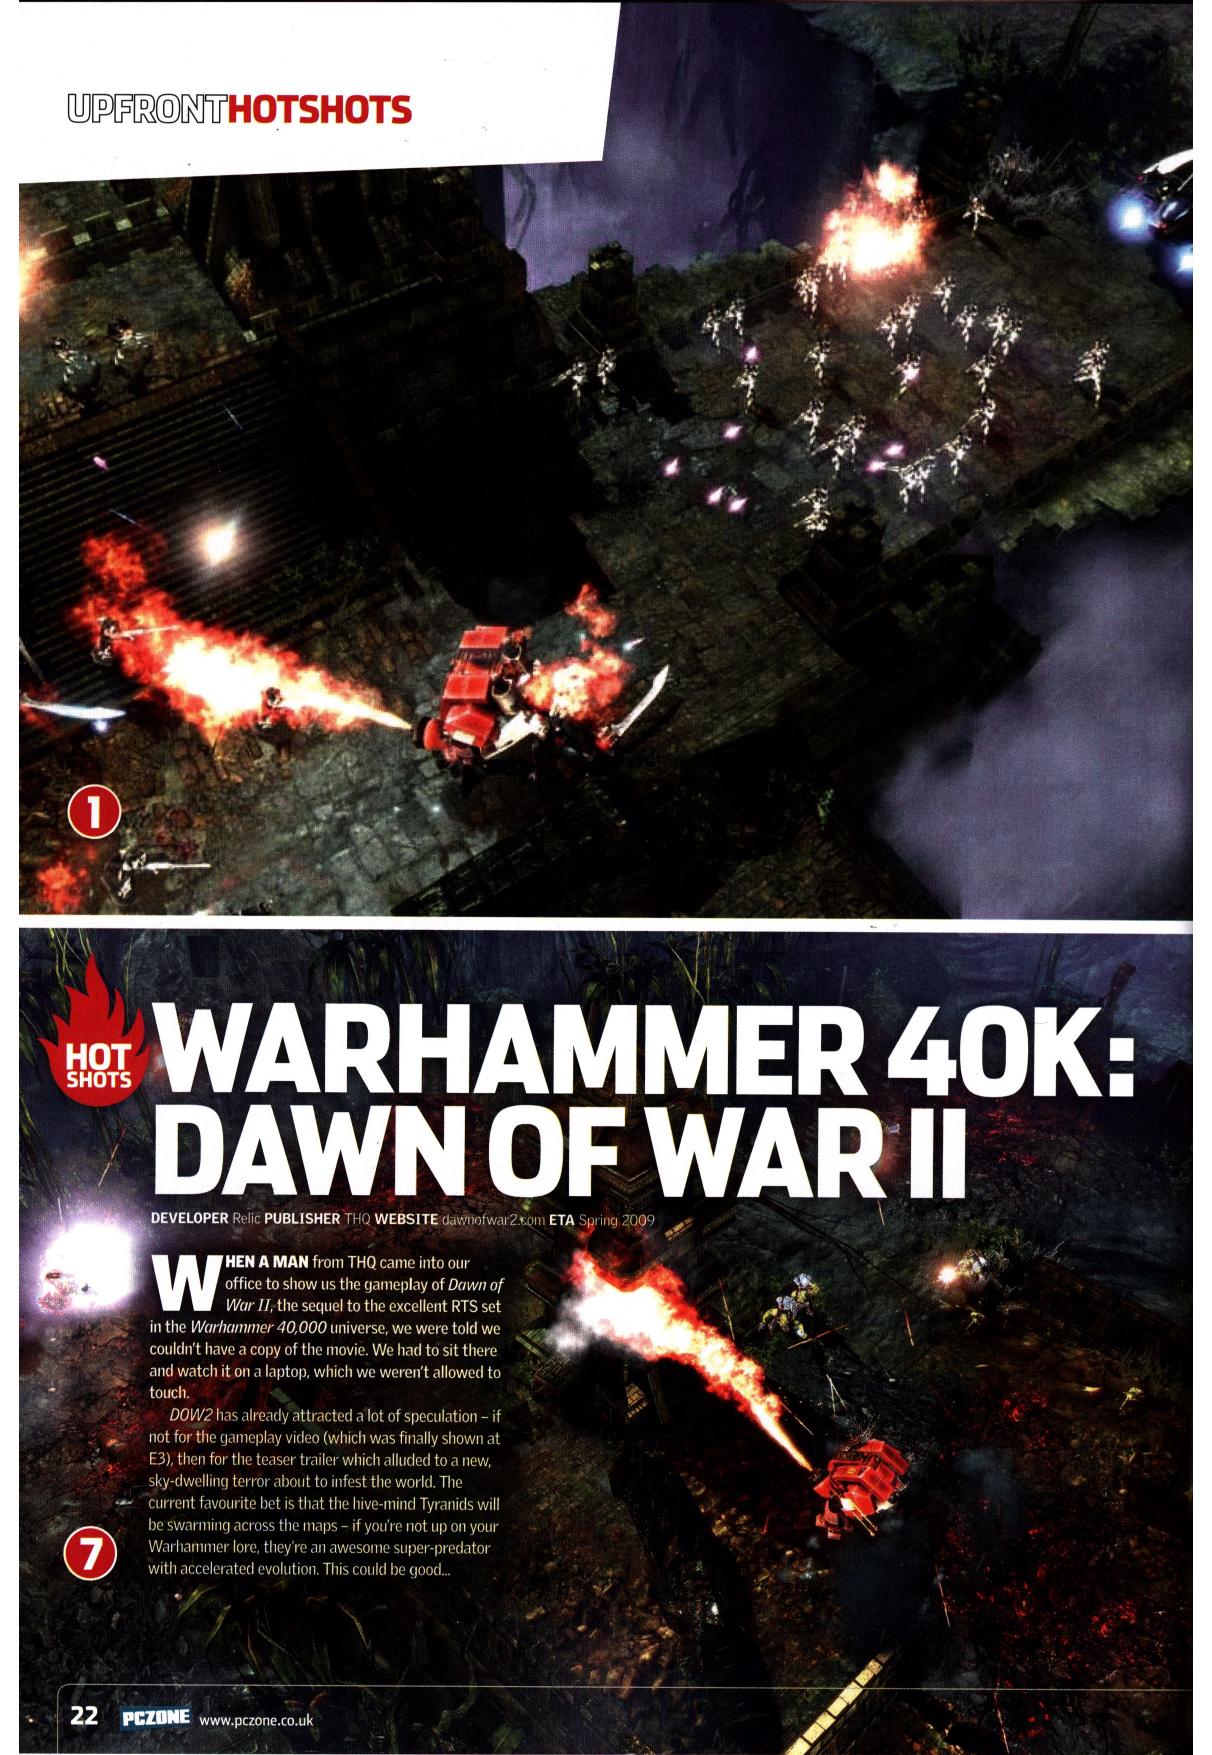 UPFRONTHOTSHOTS
1
HOT
SHOTS
WARHAMMER 40K:
DAWN OF WAR II
DEVELOPER Relic PUBLISHER THQ WEBSITE dawnofwar2.com ETA Spring 2009
WHEN A MAN from THQ came into our
office to show us the gameplay of Dawn of
War II, the sequel to the excellent RTS set
in the Warhammer 40,000 universe, we were told we
couldn't have a copy of the movie. We had to sit there
and watch it on a laptop, which we weren't allowed to
touch.
DOW2 has already attracted a lot of speculation – if
not for the gameplay video (which was finally shown at
E3), then for the teaser trailer which alluded to a new,
sky-dwelling terror about to infest the world. The
current favourite bet is that the hive-mind Tyranids will
be swarming across the maps – if you're not up on your
Warhammer lore, they're an awesome super-predator
with accelerated evolution. This could be good...
7
22 PCZONE www.pczone.co.uk